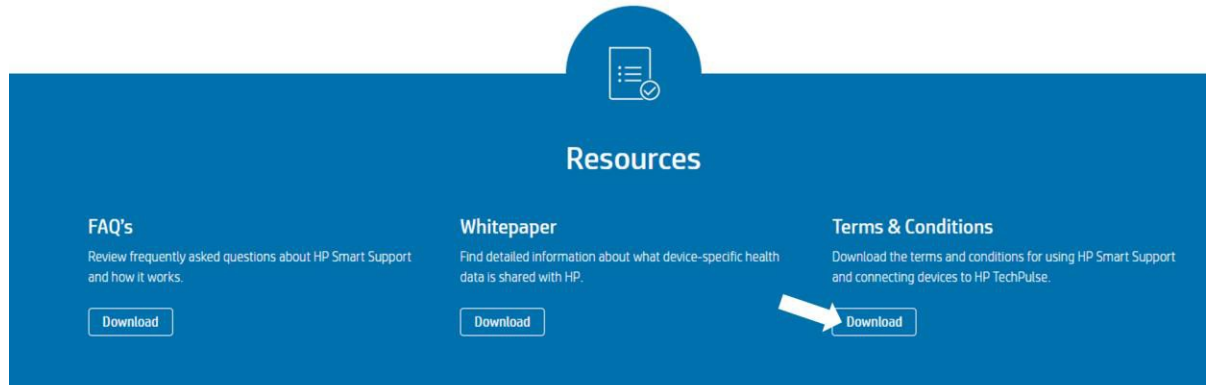 Resources
FAQ's
Review frequently asked questions about HP Smart Support
and how it works.
Download
Whitepaper
Find detailed information about what device-specific health
data is shared with HP.
Download
Terms & Conditions
Download the terms and conditions for using HP Smart Support
and connecting devices to HP TechPulse.
Download